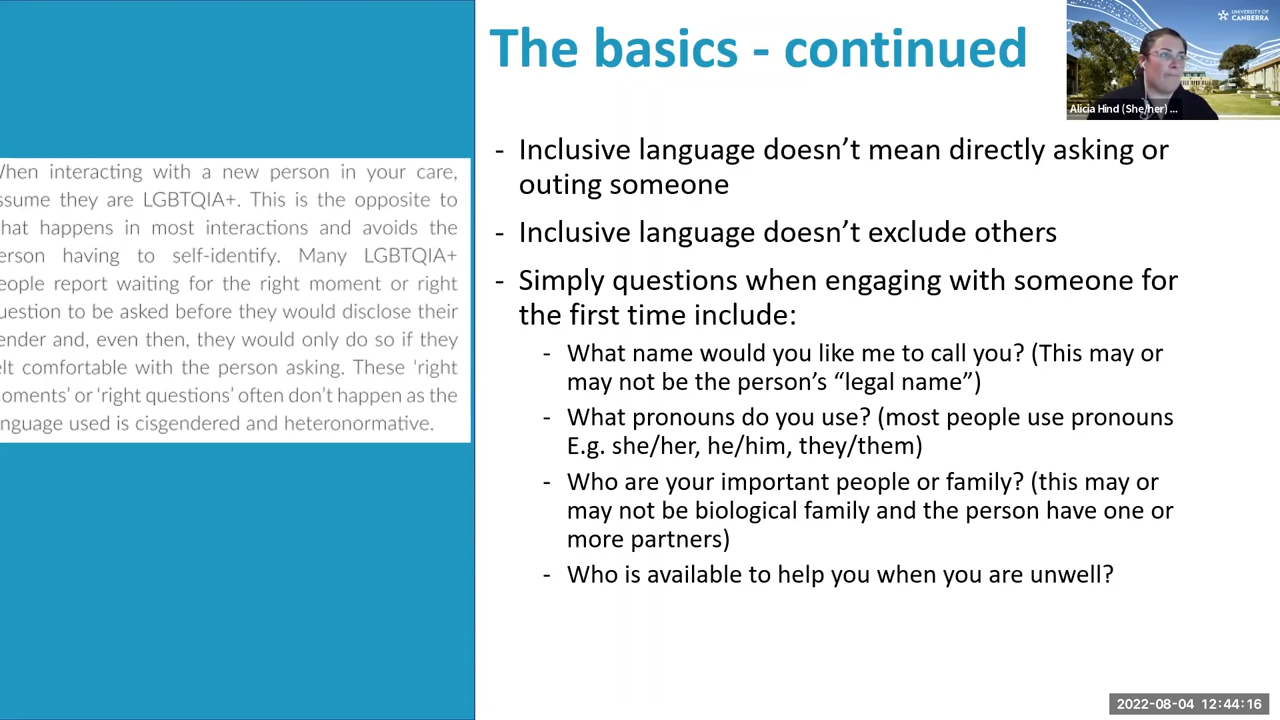 The basics - continued
UNIVERSITY OF
CANBERRA
Alicia Hind (She/her) ...
hen interacting with a new person in your care,
ssume they are LGBTQIA+. This is the opposite to
hat happens in most interactions and avoids the
erson having to self-identify. Many LGBTQIA+
eople report waiting for the right moment or right
uestion to be asked before they would disclose their
ender and, even then, they would only do so if they
elt comfortable with the person asking. These ‘right
oments’ or ‘right questions’ often don’t happen as the
nguage used is cisgendered and heteronormative.
- Inclusive language doesn’t mean directly asking or
outing someone
- Inclusive language doesn’t exclude others
- Simply questions when engaging with someone for
the first time include:
- What name would you like me to call you? (This may or
may not be the person’s “legal name”)
- What pronouns do you use? (most people use pronouns
E.g. she/her, he/him, they/them)
- Who are your important people or family? (this may or
may not be biological family and the person have one or
more partners)
- Who is available to help you when you are unwell?
2022-08-04 12:44:16